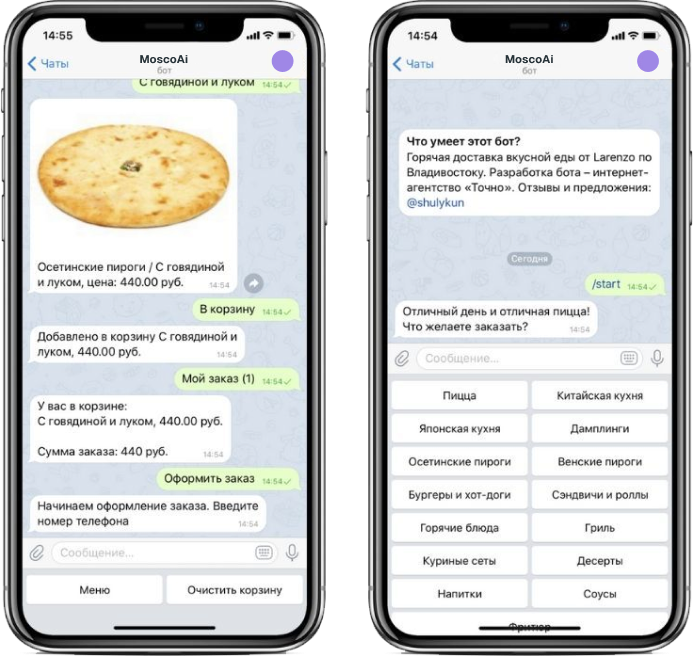 14:55
Чаты
MoscoAi
бот
С говядиной и луком 14:54
Осетинские пироги / С говядиной
и луком, цена: 440.00 руб. 14:54
В корзину 14:54
Добавлено в корзину С говядиной и
луком, 440.00 руб. 14:54
Мой заказ (1) 14:54
У вас в корзине:
С говядиной и луком, 440.00 руб.
Сумма заказа: 440 руб. 14:54
Оформить заказ 14:54
Начинаем оформление заказа. Введите
номер телефона 14:54
Сообщение...
Меню Очистить корзину
14:54
Чаты
MoscoAi
бот
Что умеет этот бот?
Горячая доставка вкусной еды от Larenzo по
Владивостоку. Разработка бота – интернет-
агентство «Точно». Отзывы и предложения:
@shulykun
Сегодня
/start 14:54
Отличный день и отличная пицца!
Что желаете заказать? 14:54
Сообщение...
Пицца Китайская кухня
Японская кухня Дамплинги
Осетинские пироги Венские пироги
Бургеры и хот-доги Сэндвичи и роллы
Горячие блюда Гриль
Куриные сеты Десерты
Напитки Соусы
Фритюр